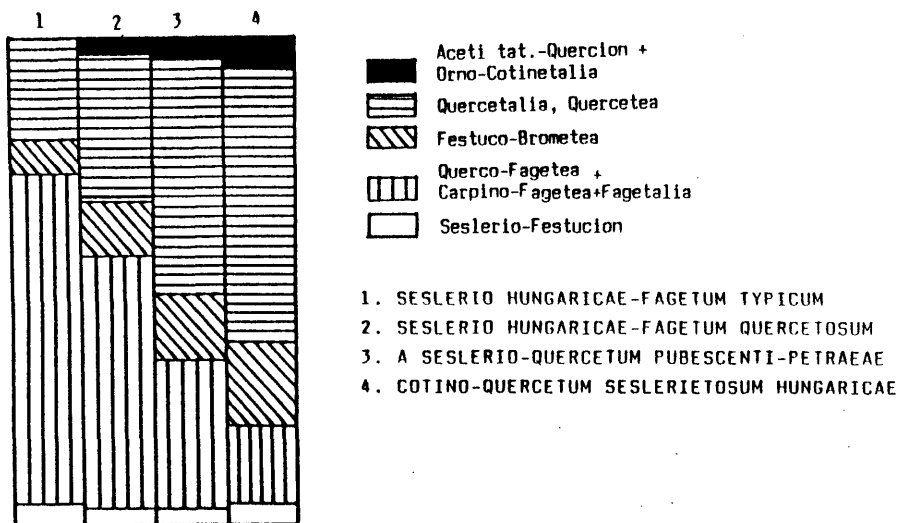 1 2 3 4
Aceti tat.-Quercion +
Orno-Cotinetalia
Quercetalia, Quercetea
Festuco-Brometea
Querco-Fagetea +
Carpino-Fagetea+Fagetalia
Seslerio-Festucion
1. SESLERIO HUNGARICAE-FAGETUM TYPICUM
2. SESLERIO HUNGARICAE-FAGETUM QUERCETOSUM
3. A SESLERIO-QUERCETUM PUBESCENTI-PETRAEAE
4. COTINO-QUERCETUM SESLERIETOSUM HUNGARICAE